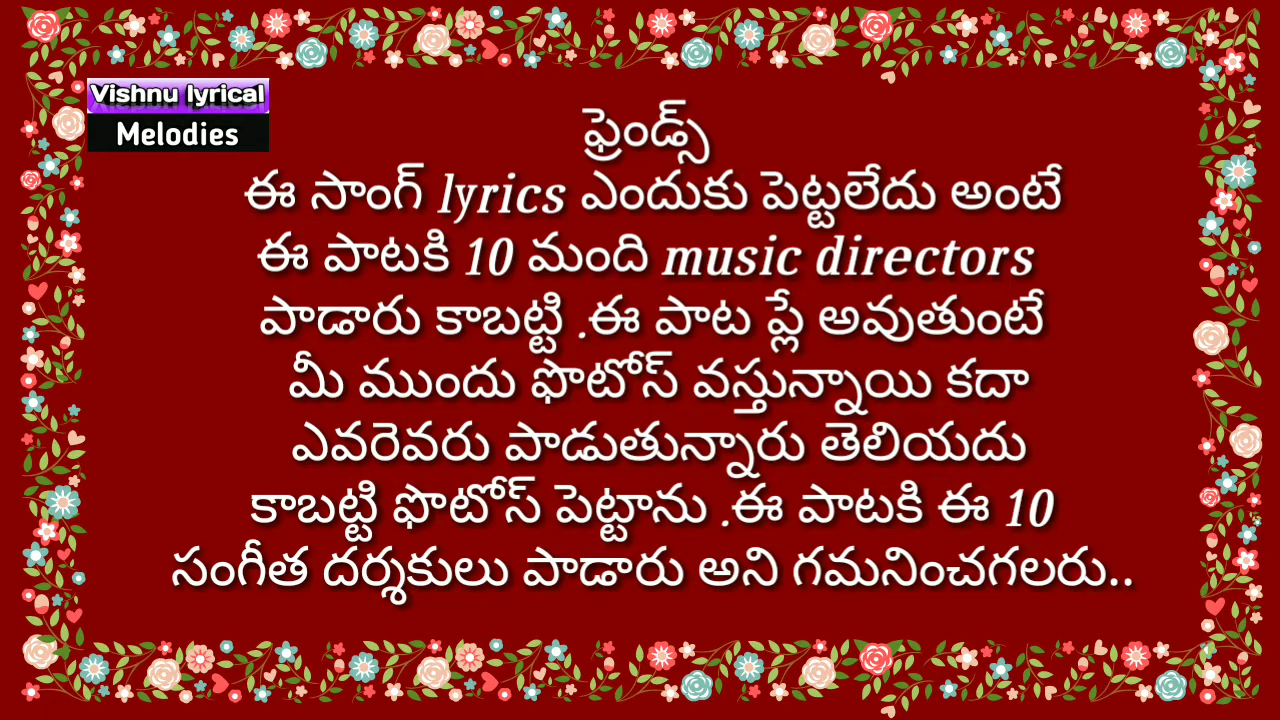 Vishnu lyrical
Melodies
ఫ్రెండ్స్
ఈ సాంగ్ lyrics ఎందుకు పెట్టలేదు అంటే
ఈ పాటకి 10 మంది music directors
పాడారు కాబట్టి .ఈ పాట ప్లే అవుతుంటే
మీ ముందు ఫొటోస్ వస్తున్నాయి కదా
ఎవరెవరు పాడుతున్నారు తెలియదు
కాబట్టి ఫొటోస్ పెట్టాను .ఈ పాటకి ఈ 10
సంగీత దర్శకులు పాడారు అని గమనించగలరు..